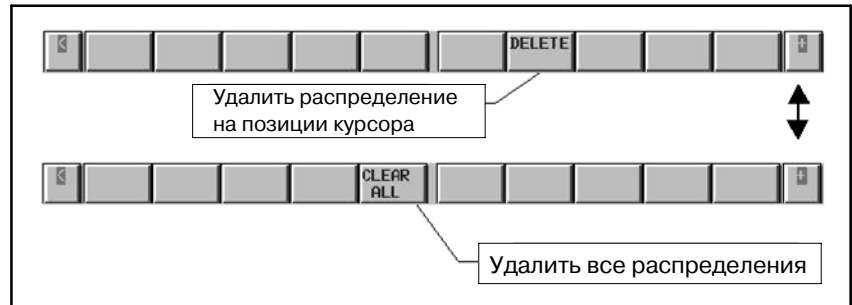 < DELETE +
Удалить распределение
на позиции курсора
< CLEAR +
ALL
Удалить все распределения